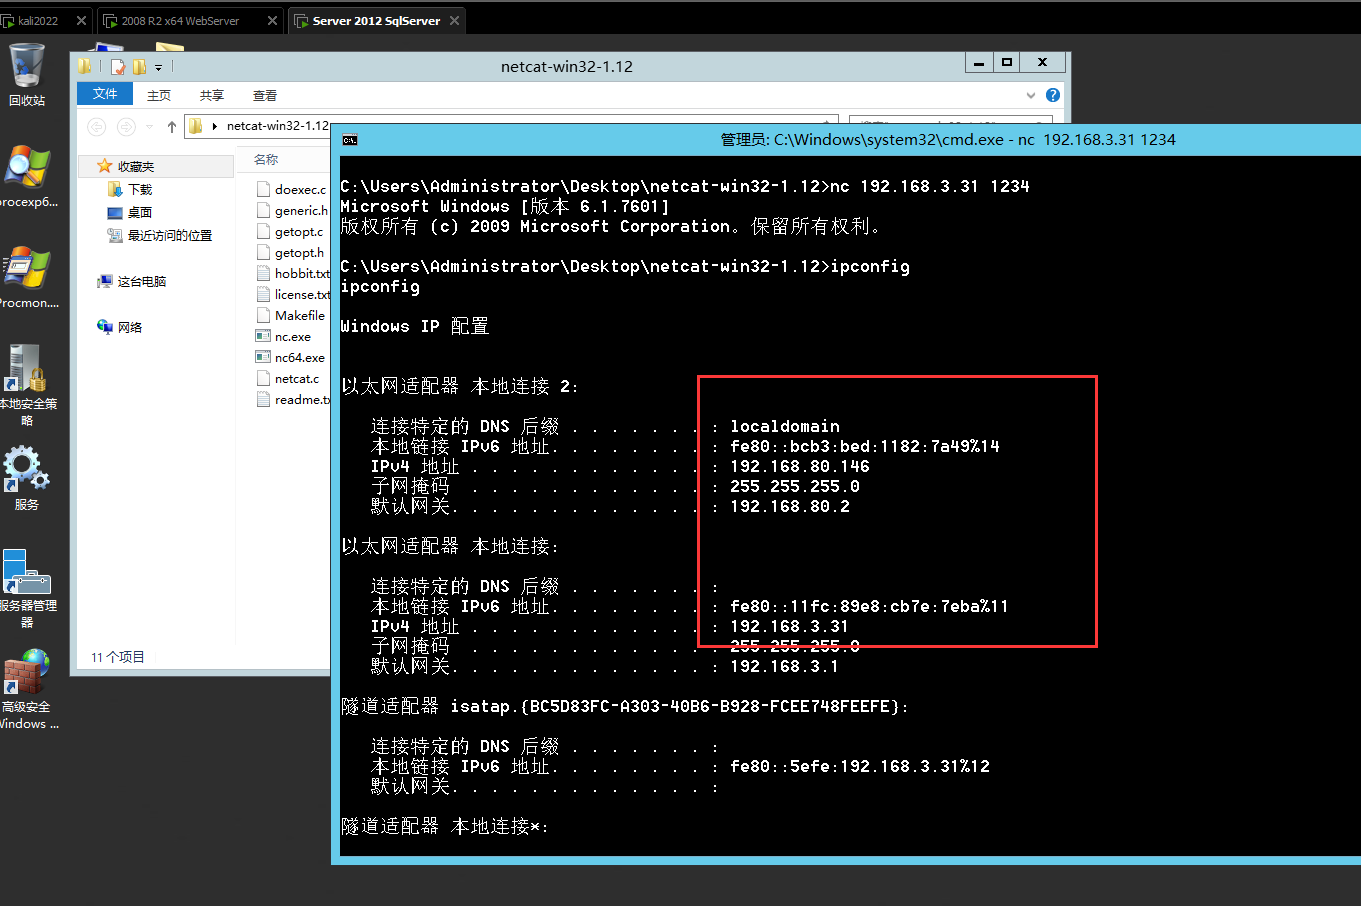 kali2022
2008 R2 x64 WebServer
Server 2012 SqlServer
回收站
procexp6...
Procmon....
本地安全策
略
服务
服务器管理
器
高级安全
Windows ...
netcat-win32-1.12
文件
主页
共享
查看
netcat-win32-1.12
收藏夹
下载
桌面
最近访问的位置
这台电脑
网络
名称
doexec.c
generic.h
getopt.c
getopt.h
hobbit.txt
license.txt
Makefile
nc.exe
nc64.exe
netcat.c
readme.tx
11 个项目
管理员: C:\Windows\system32\cmd.exe - nc  192.168.3.31 1234
C:\Users\Administrator\Desktop\netcat-win32-1.12>nc 192.168.3.31 1234
Microsoft Windows [版本 6.1.7601]
版权所有 (c) 2009 Microsoft Corporation。保留所有权利。
C:\Users\Administrator\Desktop\netcat-win32-1.12>ipconfig
ipconfig
Windows IP 配置
以太网适配器 本地连接 2:
连接特定的 DNS 后缀 . . . . . . . : localdomain
本地链接 IPv6 地址. . . . . . . . : fe80::bcb3:bed:1182:7a49%14
IPv4 地址 . . . . . . . . . . . . : 192.168.80.146
子网掩码  . . . . . . . . . . . . : 255.255.255.0
默认网关. . . . . . . . . . . . . : 192.168.80.2
以太网适配器 本地连接:
连接特定的 DNS 后缀 . . . . . . . :
本地链接 IPv6 地址. . . . . . . . : fe80::11fc:89e8:cb7e:7eba%11
IPv4 地址 . . . . . . . . . . . . : 192.168.3.31
子网掩码  . . . . . . . . . . . . : 255.255.255.0
默认网关. . . . . . . . . . . . . : 192.168.3.1
隧道适配器 isatap.{BC5D83FC-A303-40B6-B928-FCEE748FEEFE}:
连接特定的 DNS 后缀 . . . . . . . :
本地链接 IPv6 地址. . . . . . . . : fe80::5efe:192.168.3.31%12
默认网关. . . . . . . . . . . . . :
隧道适配器 本地连接*: